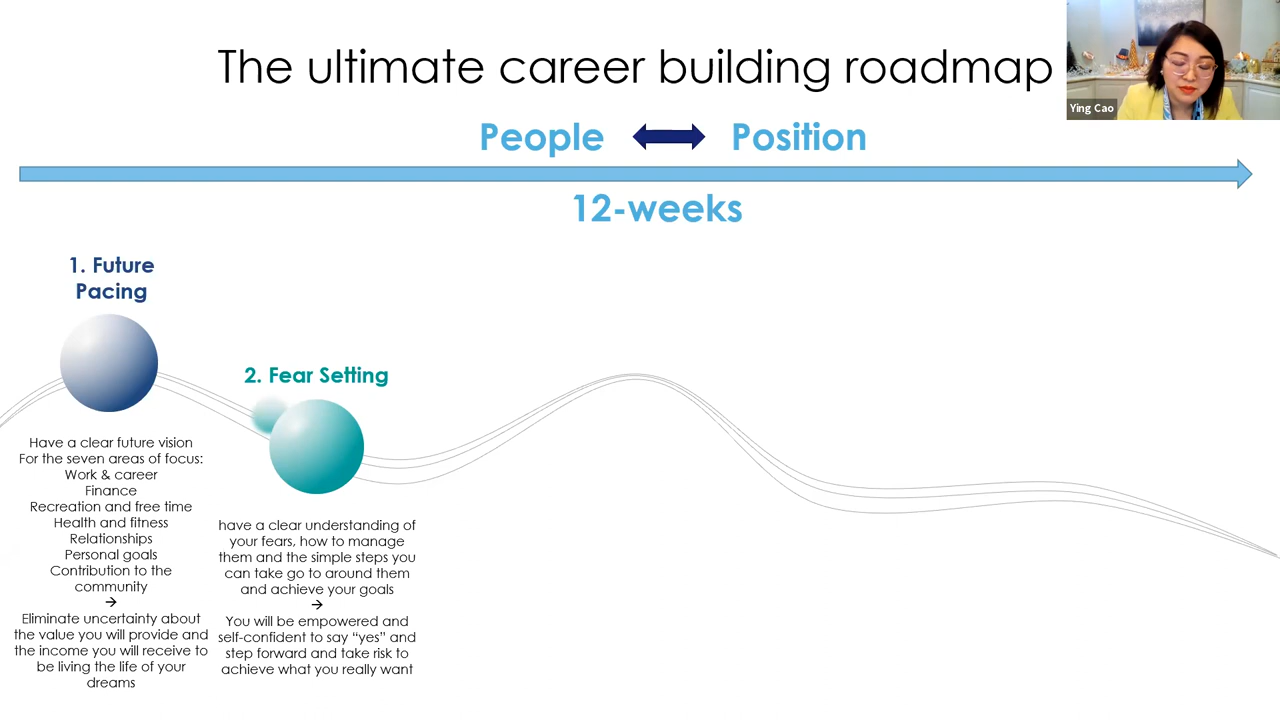 The ultimate career building roadmap
Ying Cao
People
Position
12-weeks
1. Future
Pacing
Have a clear future vision
For the seven areas of focus:
Work & career
Finance
Recreation and free time
Health and fitness
Relationships
Personal goals
Contribution to the
community
→
Eliminate uncertainty about
the value you will provide and
the income you will receive to
be living the life of your
dreams
2. Fear Setting
have a clear understanding of
your fears, how to manage
them and the simple steps you
can take go to around them
and achieve your goals
→
You will be empowered and
self-confident to say “yes” and
step forward and take risk to
achieve what you really want